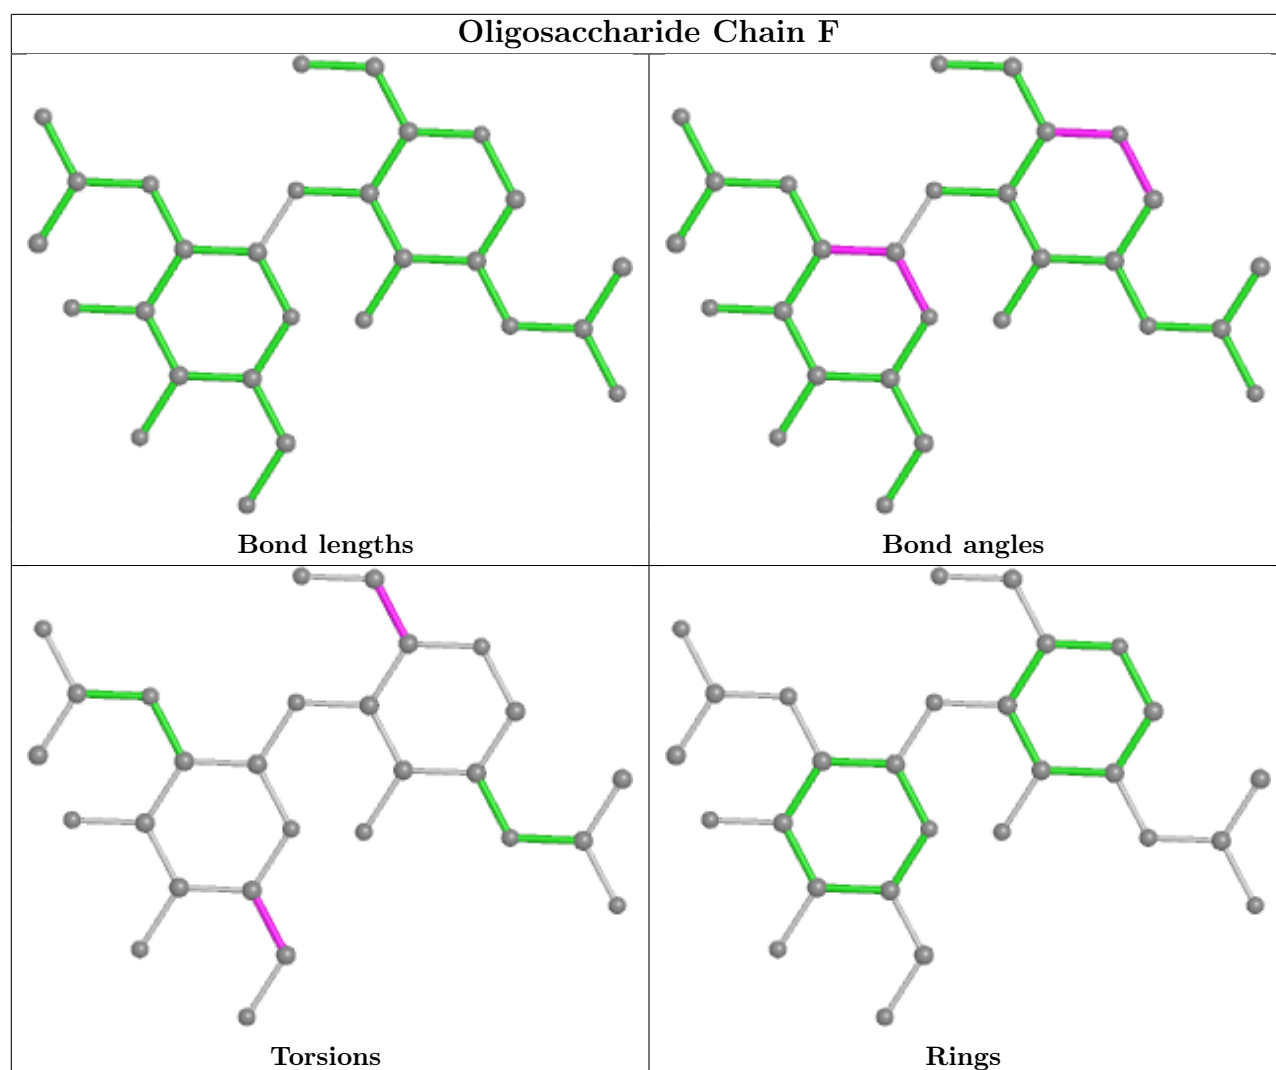 Oligosaccharide Chain F
Bond lengths
Bond angles
Torsions
Rings